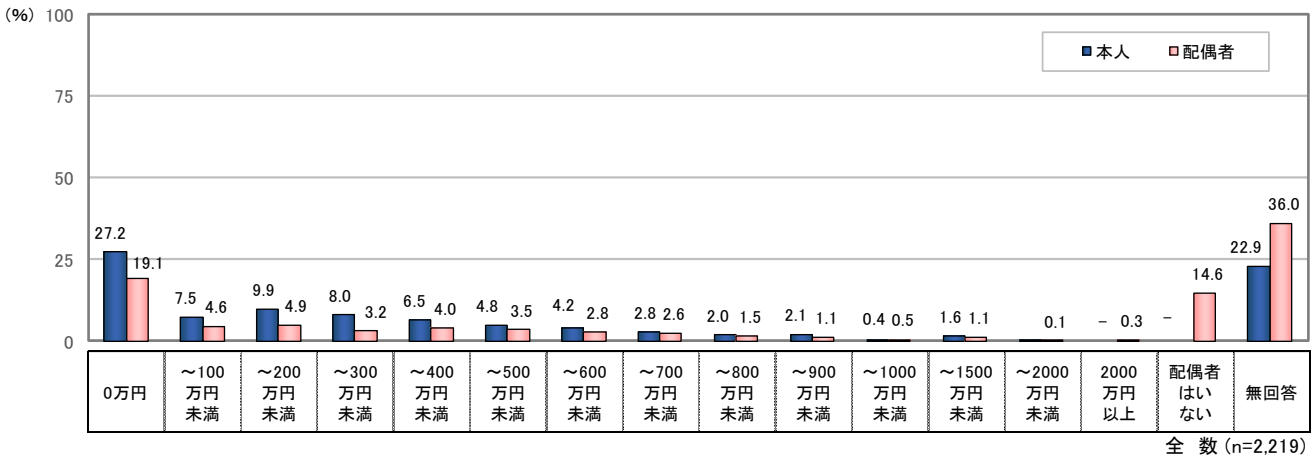 (%)
100
75
50
25
0
本人 配偶者
27.2 19.1
7.5 4.6
9.9 4.9
8.0 3.2
6.5 4.0
4.8 3.5
4.2 2.8
2.8 2.6
2.0 1.5
2.1 1.1
0.4 0.5
1.6 1.1
0.1
– 0.3
– 14.6
22.9 36.0
0万円
～100
万円
未満
～200
万円
未満
～300
万円
未満
～400
万円
未満
～500
万円
未満
～600
万円
未満
～700
万円
未満
～800
万円
未満
～900
万円
未満
～1000
万円
未満
～1500
万円
未満
～2000
万円
未満
2000
万円
以上
配偶者
はい
ない
無回答
全 数 (n=2,219)